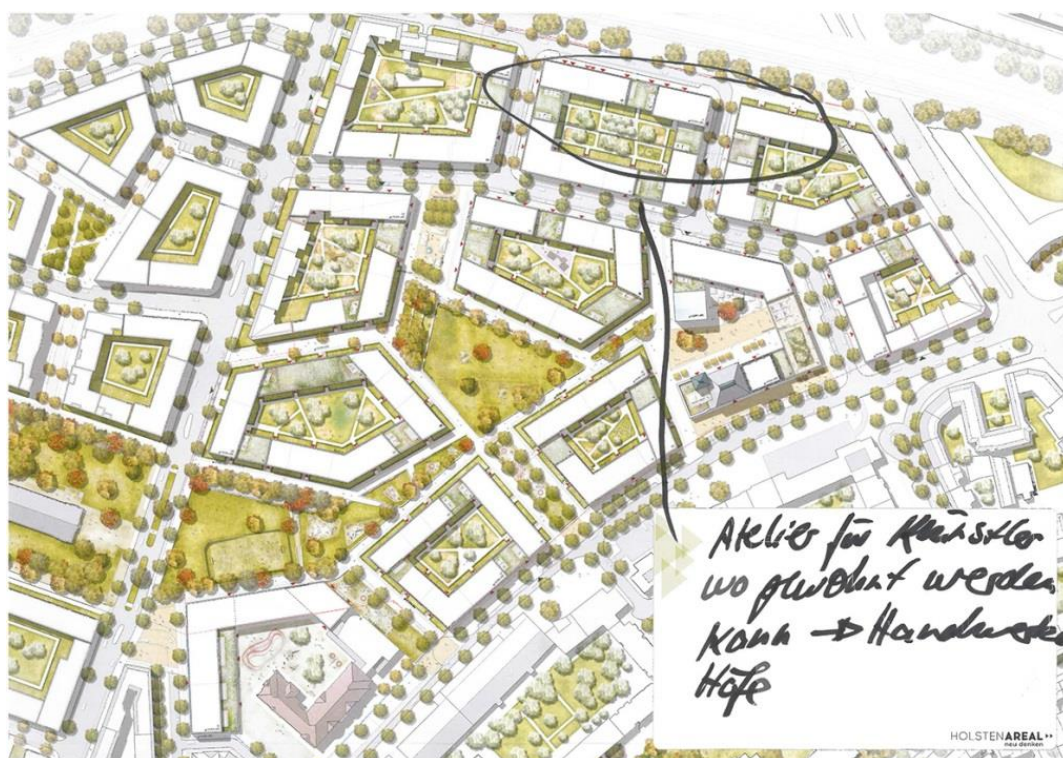 Atelier für Künstler
wo gewohnt werden
kann → Handwerker
Höfe
HOLSTENAREAL
neu denken